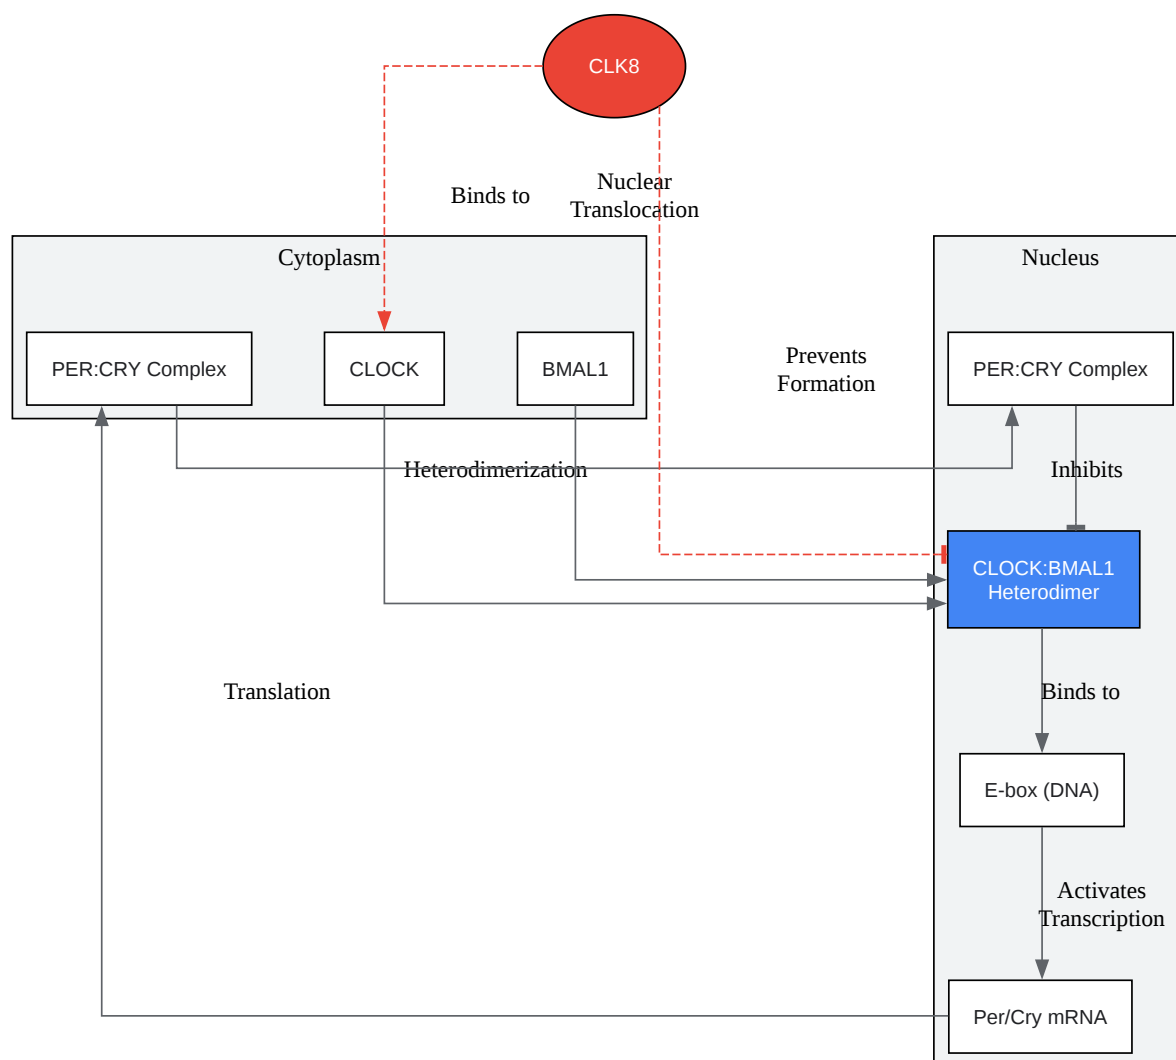 CLK8
Binds to
Nuclear
Translocation
Cytoplasm
Nucleus
PER:CRY Complex
CLOCK
BMAL1
Prevents
Formation
PER:CRY Complex
Heterodimerization
Inhibits
CLOCK:BMAL1
Heterodimer
Translation
Binds to
E-box (DNA)
Activates
Transcription
Per/Cry mRNA